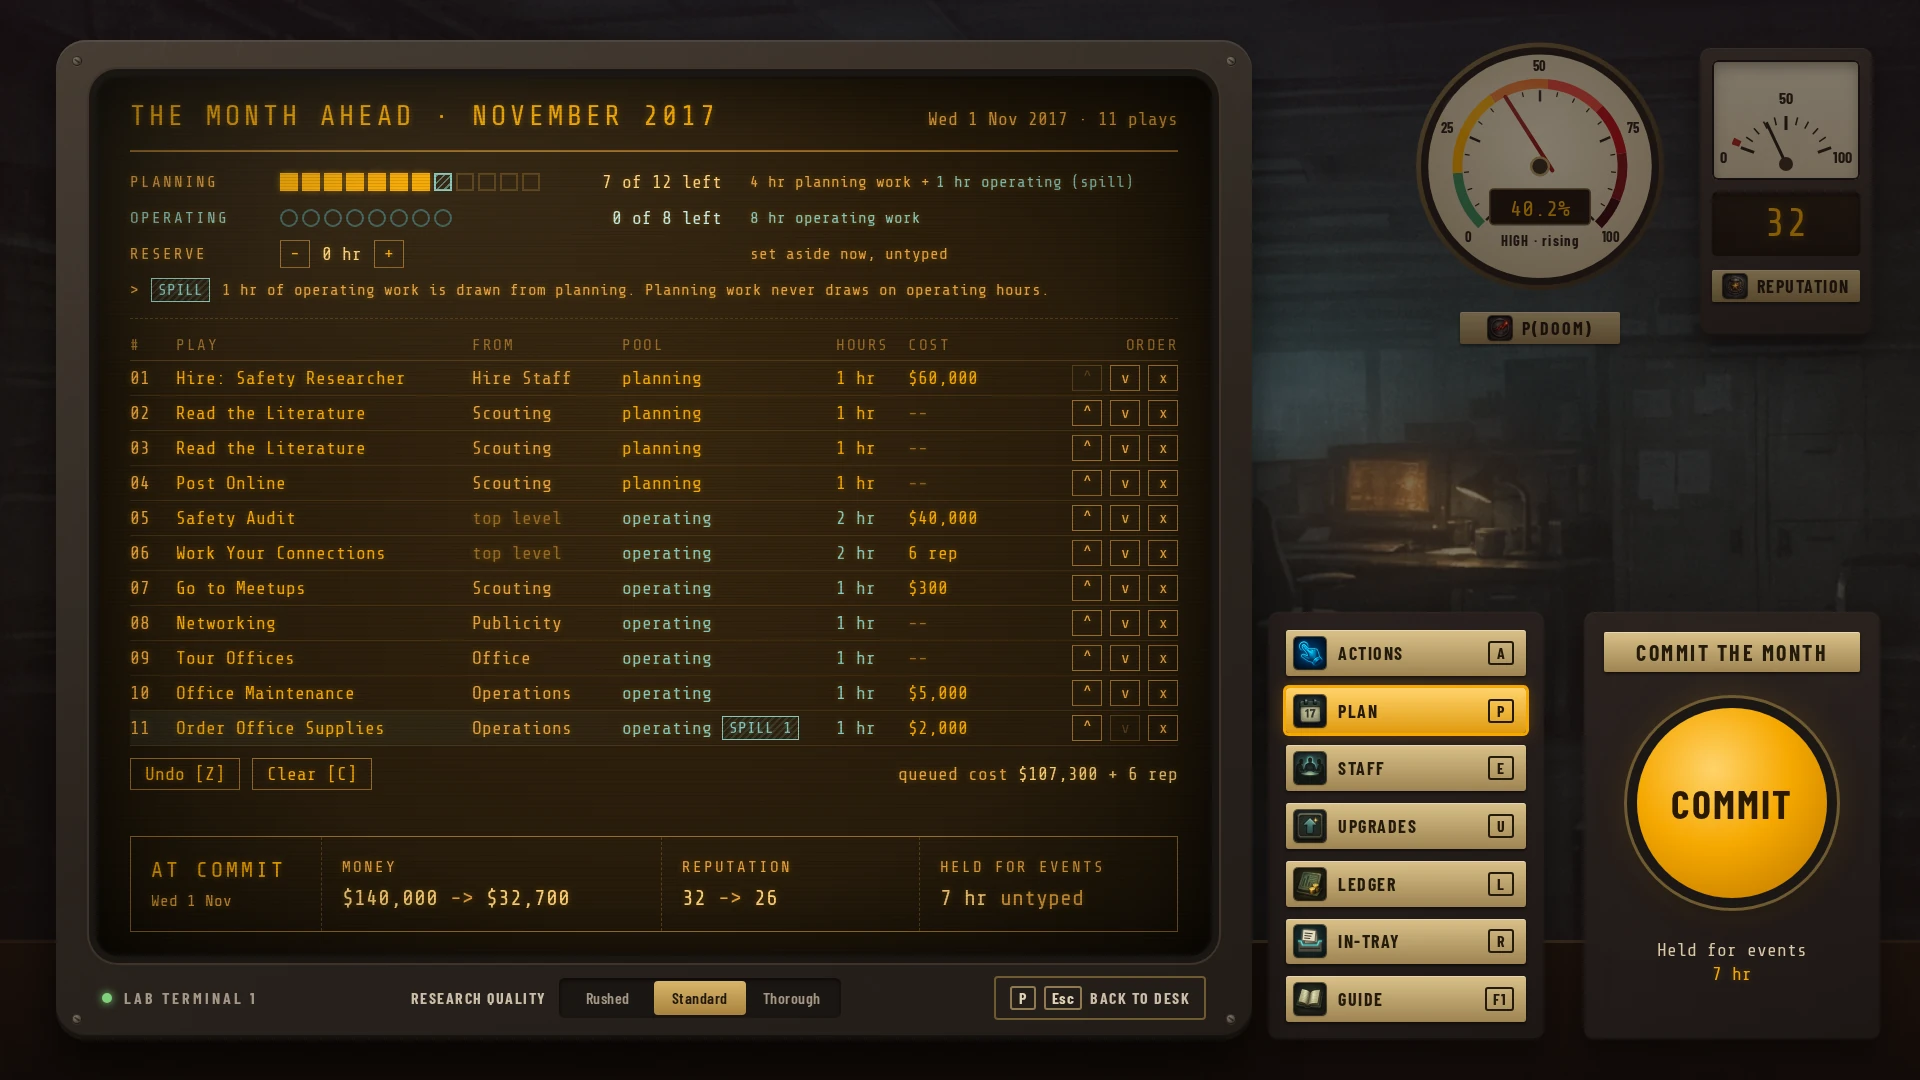 THE MONTH AHEAD · NOVEMBER 2017
Wed 1 Nov 2017 · 11 plays
PLANNING 7 of 12 left 4 hr planning work + 1 hr operating (spill)
OPERATING 0 of 8 left 8 hr operating work
RESERVE - 0 hr + set aside now, untyped
> SPILL 1 hr of operating work is drawn from planning. Planning work never draws on operating hours.
# PLAY FROM POOL HOURS COST ORDER
01 Hire: Safety Researcher Hire Staff planning 1 hr $60,000 ^ v x
02 Read the Literature Scouting planning 1 hr -- ^ v x
03 Read the Literature Scouting planning 1 hr -- ^ v x
04 Post Online Scouting planning 1 hr -- ^ v x
05 Safety Audit top level operating 2 hr $40,000 ^ v x
06 Work Your Connections top level operating 2 hr 6 rep ^ v x
07 Go to Meetups Scouting operating 1 hr $300 ^ v x
08 Networking Publicity operating 1 hr -- ^ v x
09 Tour Offices Office operating 1 hr -- ^ v x
10 Office Maintenance Operations operating 1 hr $5,000 ^ v x
11 Order Office Supplies Operations operating SPILL 1 1 hr $2,000 ^ v x
Undo [Z] Clear [C] queued cost $107,300 + 6 rep
AT COMMIT
Wed 1 Nov
MONEY
$140,000 -> $32,700
REPUTATION
32 -> 26
HELD FOR EVENTS
7 hr untyped
LAB TERMINAL 1
RESEARCH QUALITY Rushed Standard Thorough
P Esc BACK TO DESK
0 25 50 75 100
40.2%
HIGH · rising
P(DOOM)
0 50 100
32
REPUTATION
ACTIONS A
17 PLAN P
STAFF E
UPGRADES U
LEDGER L
IN-TRAY R
GUIDE F1
COMMIT THE MONTH
COMMIT
Held for events
7 hr